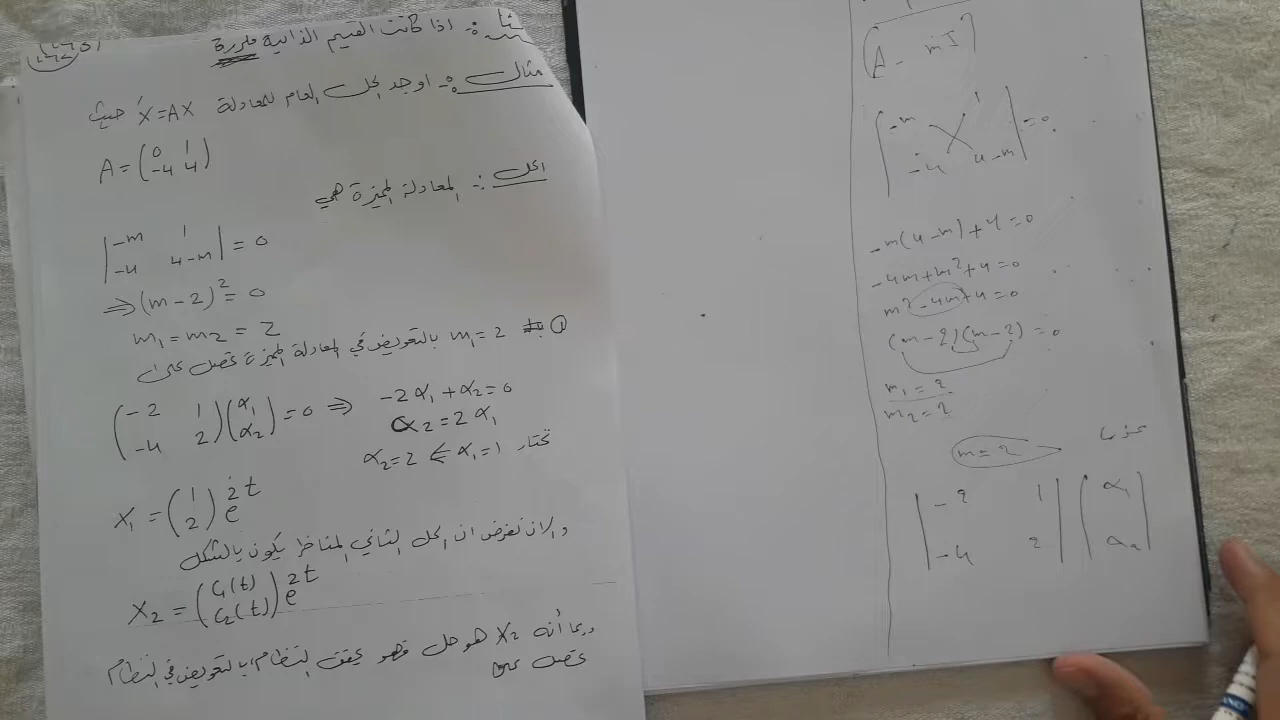 اذا كانت القيم الذاتية مكررة
مثال :- اوجد الحل العام للمعادلة X'=AX حيث
A = (0 1
-4 4)
الحل :- المعادلة المميزة هي
|-m 1
-4 4-m| = 0
⇒ (m-2)² = 0
m₁ = m₂ = 2
① m₁ = 2 بالتعويض في المعادلة المميزة نحصل على
(-2 1
-4 2) (α₁
α₂) = 0 ⇒ -2α₁ + α₂ = 0
α₂ = 2α₁
نختار α₁ = 1 ⇐ α₂ = 2
X₁ = (1
2) e^2t
والان نفرض ان الحل الثاني المناظر يكون بالشكل
X₂ = (c₁(t)
c₂(t)) e^2t
وبما أنه X₂ هو حل فهو يحقق النظام بالتعويض في النظام
نحصل على
A - mI
|-m 1
-4 4-m| = 0
-m(4-m)+4=0
-4m+m²+4=0
m²-4m+4=0
(m-2)(m-2)=0
m₁=2
m₂=2
عندما
m=2
|-2 1
-4 2| |α₁
α₂|